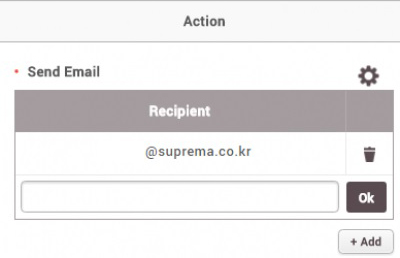 Action
• Send Email
Recipient
@suprema.co.kr
Ok
+ Add